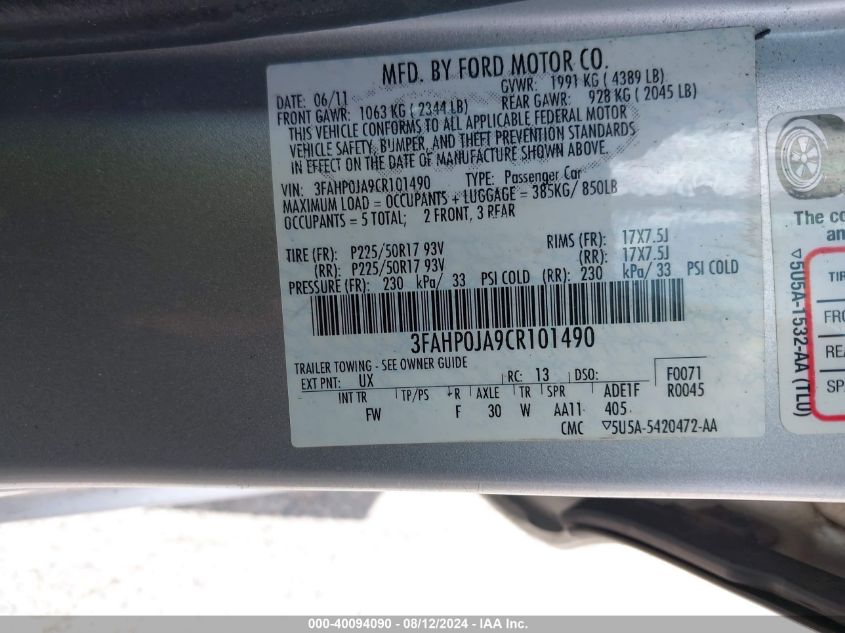 MFD. BY FORD MOTOR CO.
DATE: 06/11 GVWR: 1991 KG ( 4389 LB)
FRONT GAWR: 1063 KG ( 2344 LB) REAR GAWR: 928 KG ( 2045 LB)
THIS VEHICLE CONFORMS TO ALL APPLICABLE FEDERAL MOTOR
VEHICLE SAFETY, BUMPER, AND THEFT PREVENTION STANDARDS
IN EFFECT ON THE DATE OF MANUFACTURE SHOWN ABOVE.
VIN: 3FAHP0JA9CR101490 TYPE: Passenger Car
MAXIMUM LOAD = OCCUPANTS + LUGGAGE = 385KG/ 850LB
OCCUPANTS = 5 TOTAL; 2 FRONT, 3 REAR
TIRE (FR): P225/50R17 93V RIMS (FR): 17X7.5J
(RR): P225/50R17 93V (RR): 17X7.5J
PRESSURE (FR): 230 kPa/ 33 PSI COLD (RR): 230 kPa/ 33 PSI COLD
3FAHP0JA9CR101490
TRAILER TOWING - SEE OWNER GUIDE
EXT PNT: UX RC: 13 DSO: F0071
R0045
INT TR TP/PS R AXLE TR SPR ADE1F
FW F 30 W AA11 405
CMC ▽5U5A-5420472-AA
The co
an
▽5U5A-1532-AA (TLU)
TIR
FRO
REA
SP
000-40094090 - 08/12/2024 - IAA Inc.